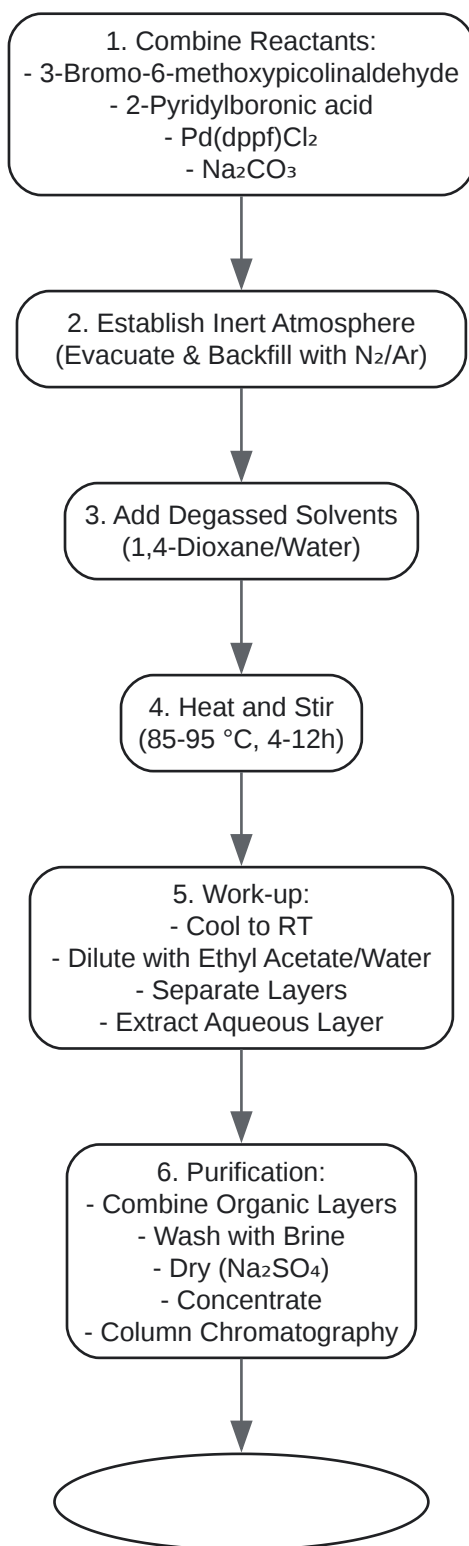 1. Combine Reactants:
- 3-Bromo-6-methoxypicolinaldehyde
- 2-Pyridylboronic acid
- Pd(dppf)Cl₂
- Na₂CO₃
2. Establish Inert Atmosphere
(Evacuate & Backfill with N₂/Ar)
3. Add Degassed Solvents
(1,4-Dioxane/Water)
4. Heat and Stir
(85-95 °C, 4-12h)
5. Work-up:
- Cool to RT
- Dilute with Ethyl Acetate/Water
- Separate Layers
- Extract Aqueous Layer
6. Purification:
- Combine Organic Layers
- Wash with Brine
- Dry (Na₂SO₄)
- Concentrate
- Column Chromatography